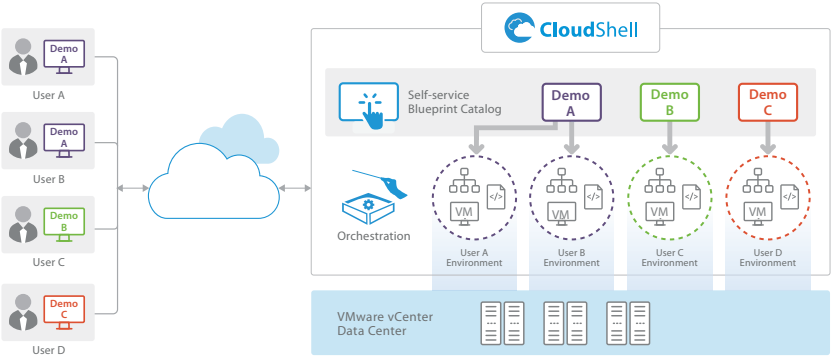 Demo
A
User A
Demo
A
User B
Demo
B
User C
Demo
C
User D
CloudShell
Self-service
Blueprint Catalog
Demo
A
Demo
B
Demo
C
Orchestration
</>
VM
User A
Environment
</>
VM
User B
Environment
</>
VM
User C
Environment
</>
VM
User D
Environment
VMware vCenter
Data Center